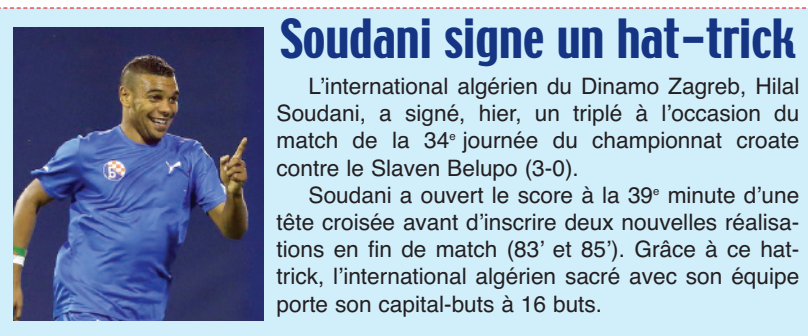 Soudani signe un hat-trick
L'international algérien du Dinamo Zagreb, Hilal
Soudani, a signé, hier, un triplé à l'occasion du
match de la 34e journée du championnat croate
contre le Slaven Belupo (3-0).
Soudani a ouvert le score à la 39e minute d'une
tête croisée avant d'inscrire deux nouvelles réalisa-
tions en fin de match (83' et 85'). Grâce à ce hat-
trick, l'international algérien sacré avec son équipe
porte son capital-buts à 16 buts.